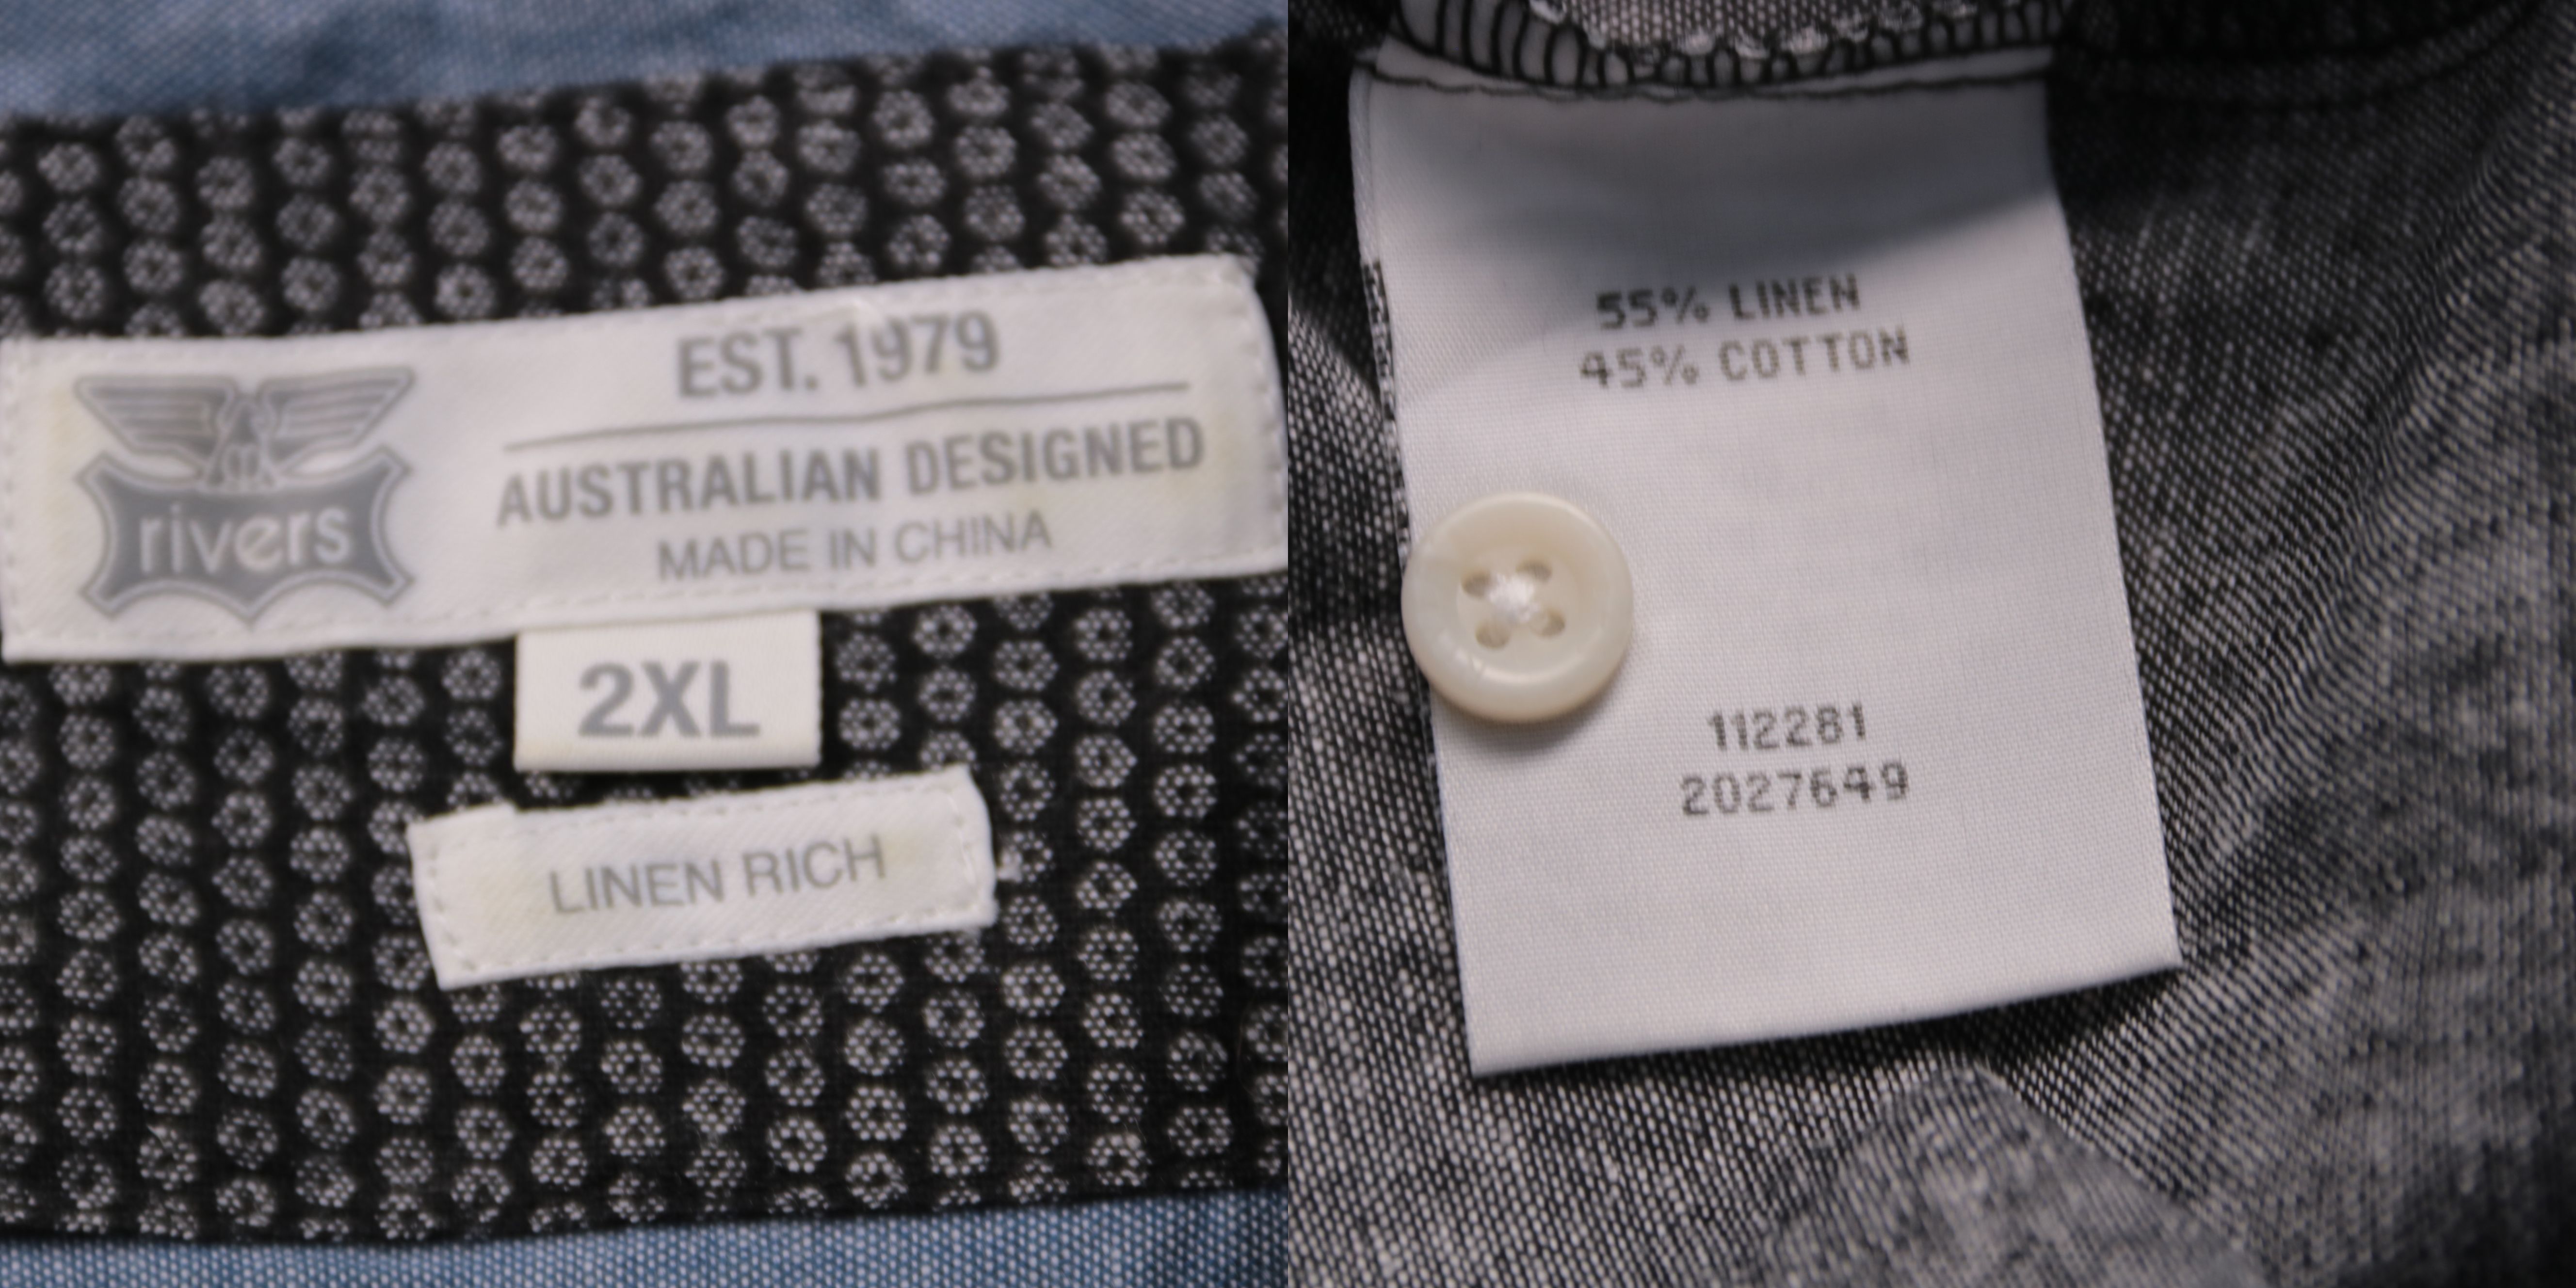 rivers
EST. 1979
AUSTRALIAN DESIGNED
MADE IN CHINA
2XL
LINEN RICH
55% LINEN
45% COTTON
112281
2027649